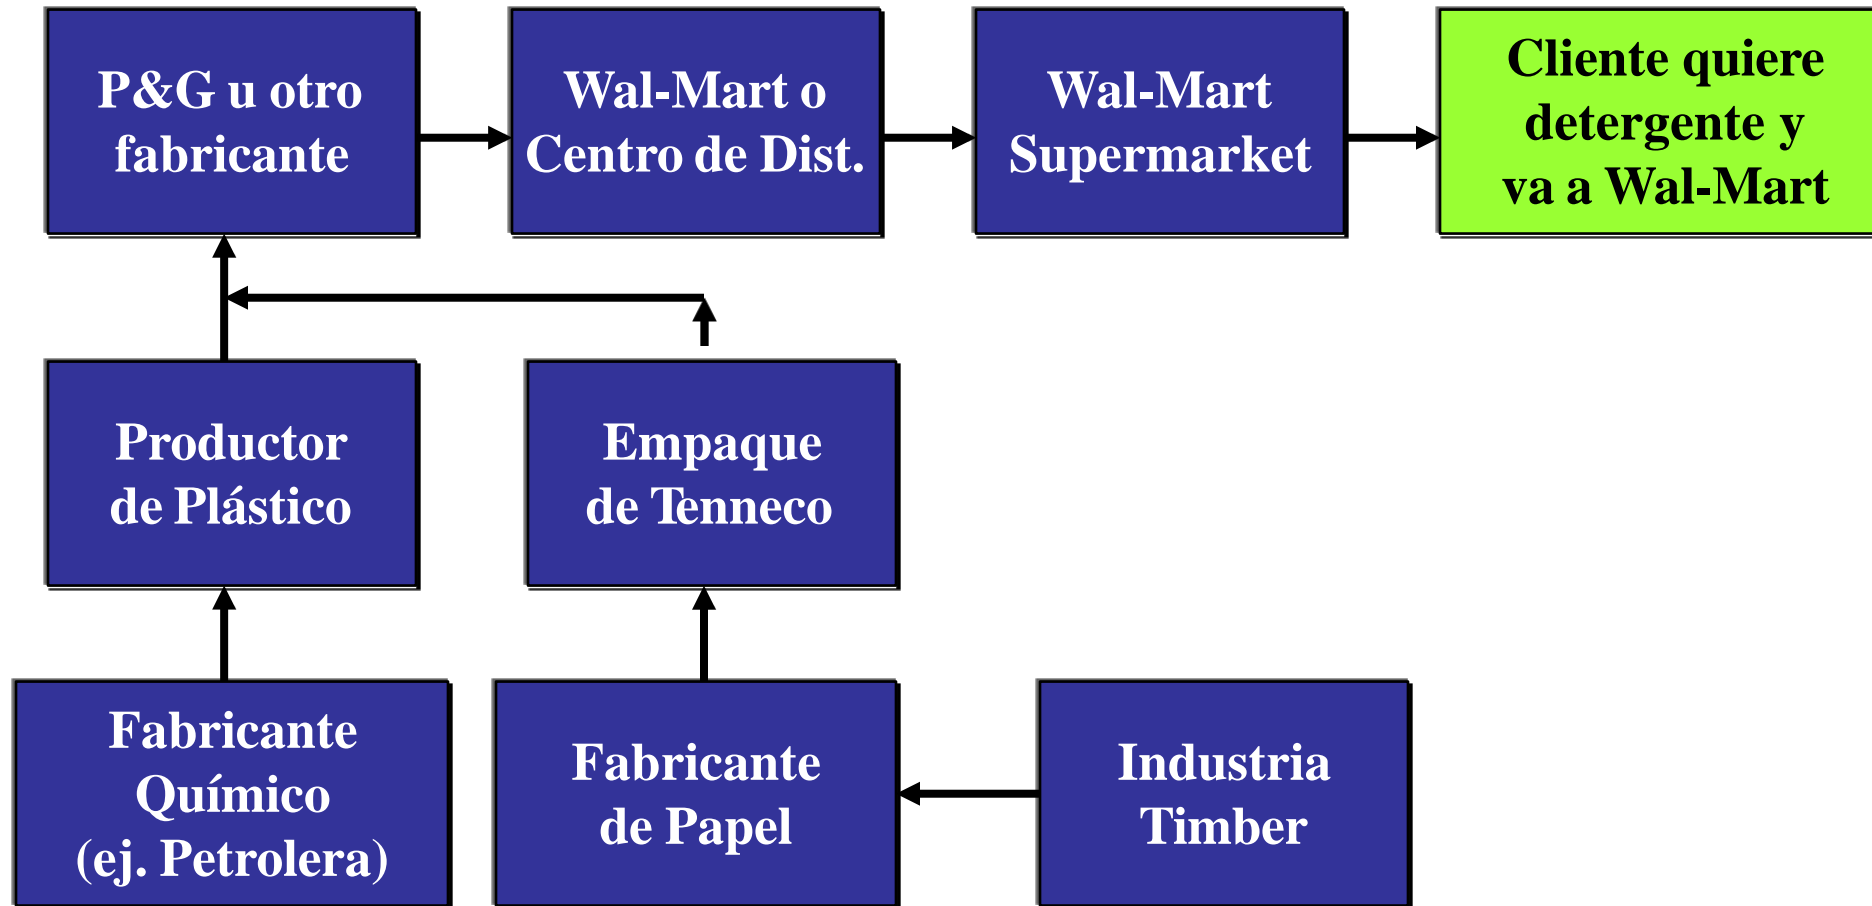 P&G u otro
fabricante
Wal-Mart o
Centro de Dist.
Wal-Mart
Supermarket
Cliente quiere
detergente y
va a Wal-Mart
Productor
de Plástico
Empaque
de Tenneco
Fabricante
Químico
(ej. Petrolera)
Fabricante
de Papel
Industria
Timber